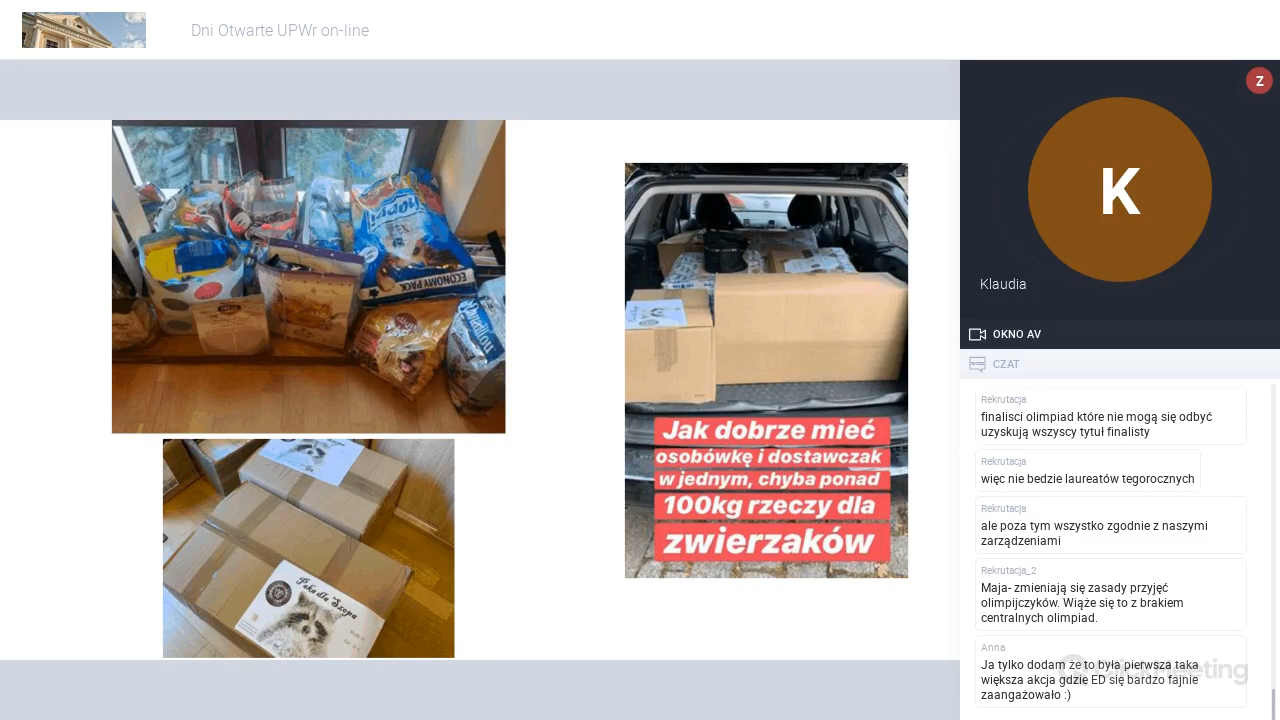 Dni Otwarte UPWr on-line
Z
K
Klaudia
OKNO AV
CZAT
Rekrutacja
finalisci olimpiad które nie mogą się odbyć
uzyskują wszyscy tytuł finalisty
Rekrutacja
więc nie bedzie laureatów tegorocznych
Rekrutacja
ale poza tym wszystko zgodnie z naszymi
zarządzeniami
Rekrutacja_2
Maja- zmieniają się zasady przyjęć
olimpijczyków. Wiąże się to z brakiem
centralnych olimpiad.
Anna
Ja tylko dodam że to była pierwsza taka
większa akcja gdzie ED się bardzo fajnie
zaangażowało :)
ECONOMY PACK
Jak dobrze mieć
osobówkę i dostawczak
w jednym, chyba ponad
100kg rzeczy dla
zwierzaków
Paka dla Szopa